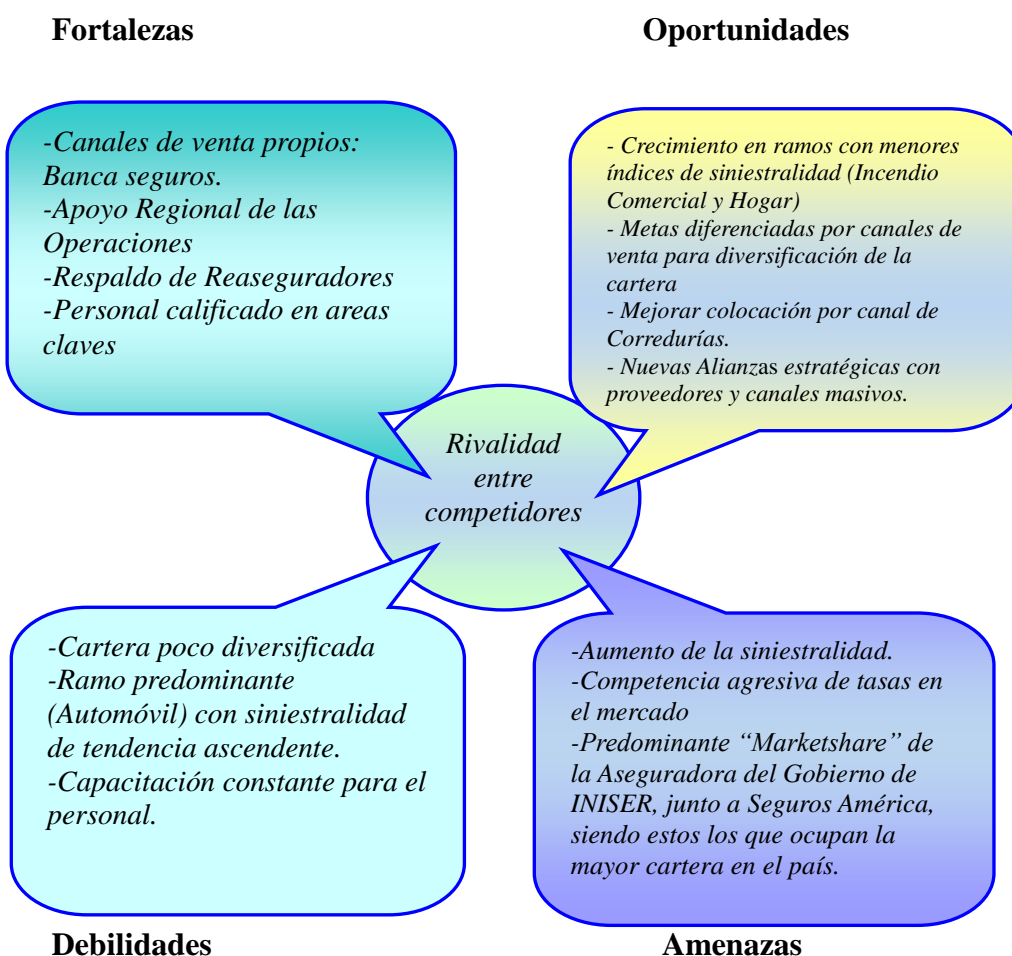 Fortalezas
Oportunidades
-Canales de venta propios:
Banca seguros.
-Apoyo Regional de las
Operaciones
-Respaldo de Reaseguradores
-Personal calificado en areas
claves
- Crecimiento en ramos con menores
índices de siniestralidad (Incendio
Comercial y Hogar)
- Metas diferenciadas por canales de
venta para diversificación de la
cartera
- Mejorar colocación por canal de
Corredurías.
- Nuevas Alianzas estratégicas con
proveedores y canales masivos.
Rivalidad
entre
competidores
-Cartera poco diversificada
-Ramo predominante
(Automóvil) con siniestralidad
de tendencia ascendente.
-Capacitación constante para el
personal.
-Aumento de la siniestralidad.
-Competencia agresiva de tasas en
el mercado
-Predominante “Marketshare” de
la Aseguradora del Gobierno de
INISER, junto a Seguros América,
siendo estos los que ocupan la
mayor cartera en el país.
Debilidades
Amenazas